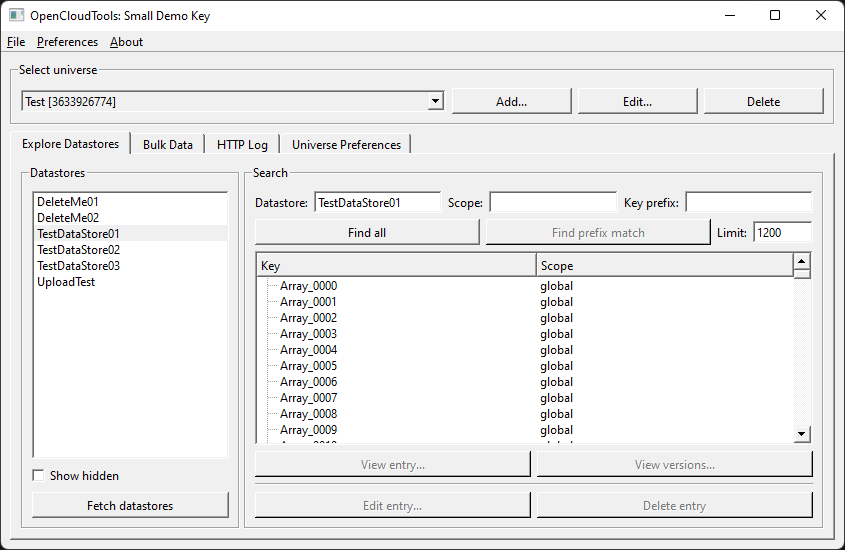 OpenCloudTools: Small Demo Key
File Preferences About
Select universe
Test [3633926774] Add... Edit... Delete
Explore Datastores Bulk Data HTTP Log Universe Preferences
Datastores
DeleteMe01
DeleteMe02
TestDataStore01
TestDataStore02
TestDataStore03
UploadTest
Show hidden
Fetch datastores
Search
Datastore: TestDataStore01 Scope: Key prefix:
Find all Find prefix match Limit: 1200
Key Scope
Array_0000 global
Array_0001 global
Array_0002 global
Array_0003 global
Array_0004 global
Array_0005 global
Array_0006 global
Array_0007 global
Array_0008 global
Array_0009 global
View entry... View versions...
Edit entry... Delete entry